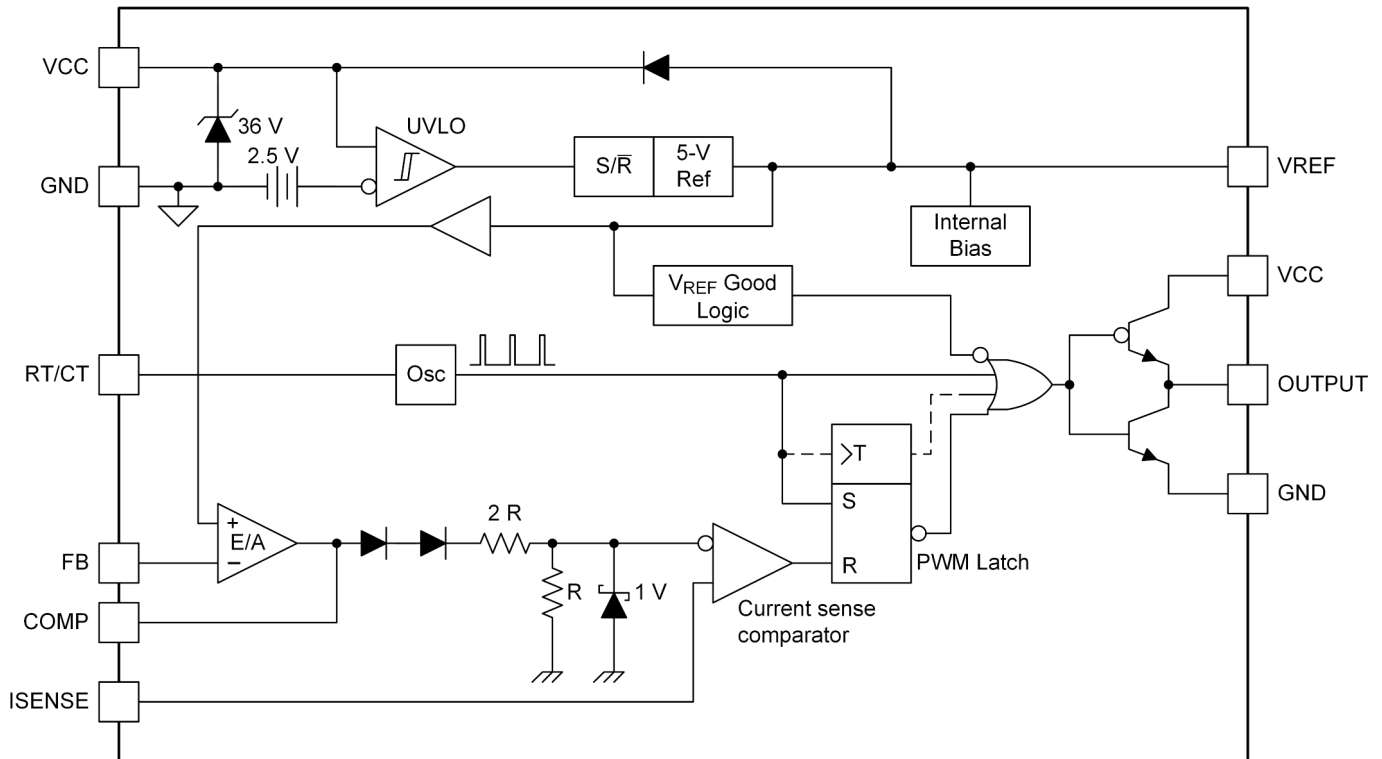 VCC
36 V
UVLO
2.5 V
GND
S/R̅
5-V
Ref
VREF
Internal
Bias
VCC
V_REF Good
Logic
RT/CT
Osc
OUTPUT
>T
S
R
PWM Latch
GND
+
E/A
−
FB
COMP
2 R
R
1 V
Current sense
comparator
ISENSE